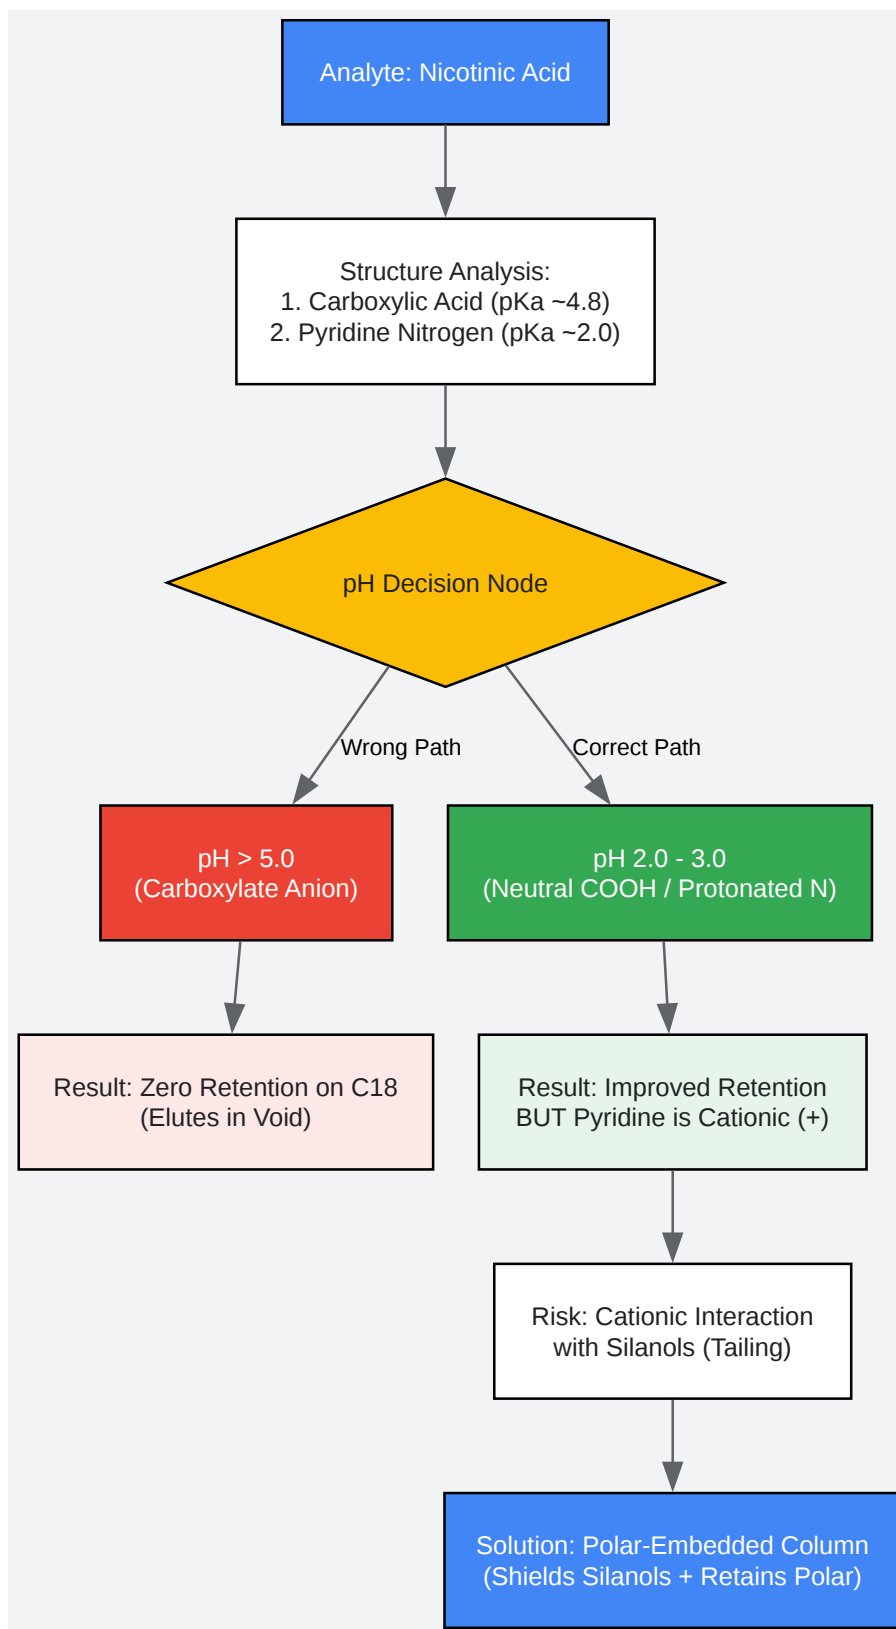 Analyte: Nicotinic Acid
Structure Analysis:
1. Carboxylic Acid (pKa ~4.8)
2. Pyridine Nitrogen (pKa ~2.0)
pH Decision Node
Wrong Path
Correct Path
pH > 5.0
(Carboxylate Anion)
pH 2.0 - 3.0
(Neutral COOH / Protonated N)
Result: Zero Retention on C18
(Elutes in Void)
Result: Improved Retention
BUT Pyridine is Cationic (+)
Risk: Cationic Interaction
with Silanols (Tailing)
Solution: Polar-Embedded Column
(Shields Silanols + Retains Polar)